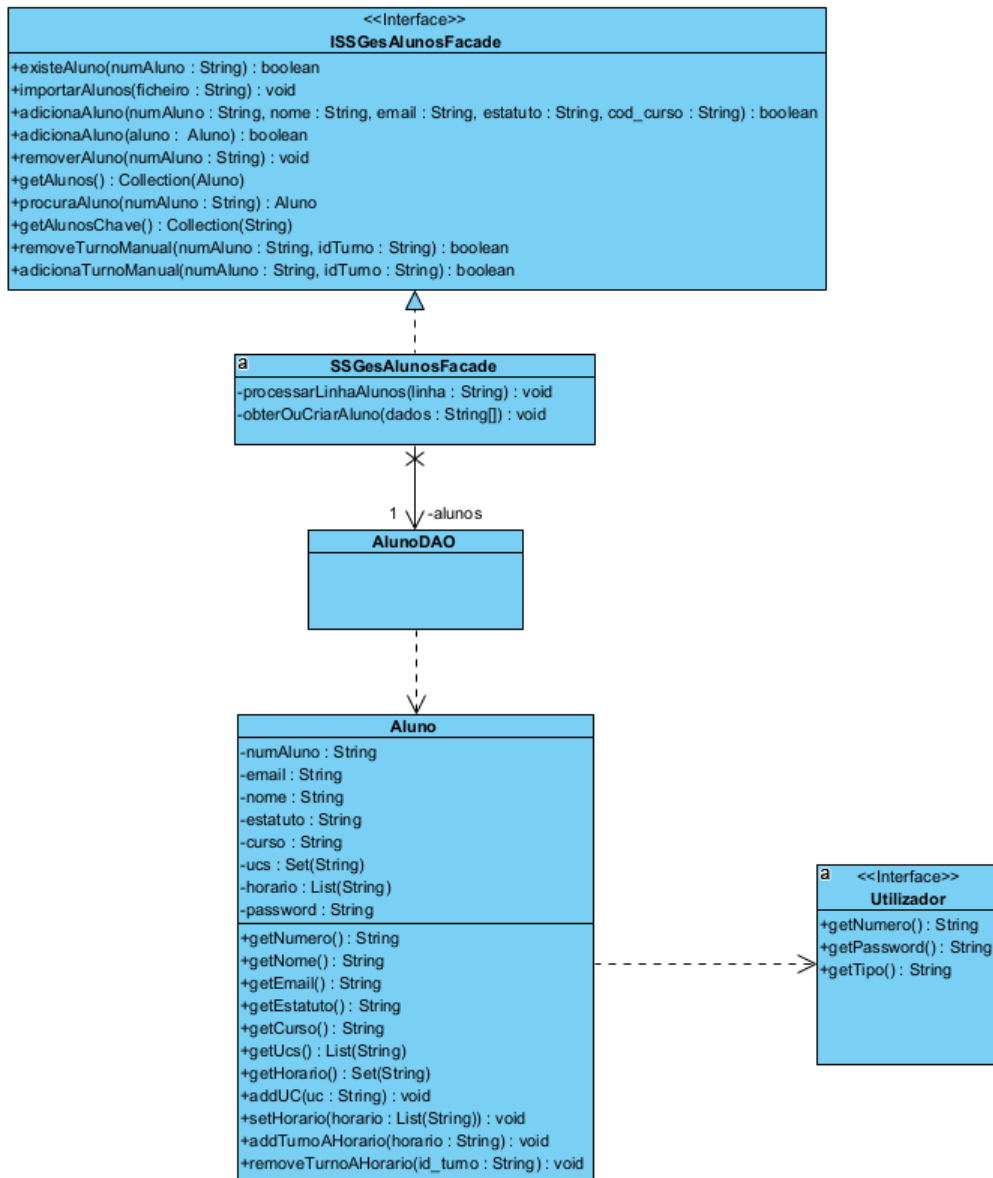 <<Interface>>
ISSGesAlunosFacade
+existeAluno(numAluno : String) : boolean
+importarAlunos(ficheiro : String) : void
+adicionaAluno(numAluno : String, nome : String, email : String, estatuto : String, cod_curso : String) : boolean
+adicionaAluno(aluno : Aluno) : boolean
+removerAluno(numAluno : String) : void
+getAlunos() : Collection(Aluno)
+procuraAluno(numAluno : String) : Aluno
+getAlunosChave() : Collection(String)
+removeTurnoManual(numAluno : String, idTurno : String) : boolean
+adicionaTurnoManual(numAluno : String, idTurno : String) : boolean
a
SSGesAlunosFacade
-processarLinhaAlunos(linha : String) : void
-obterOuCriarAluno(dados : String[]) : void
1
-alunos
AlunoDAO
Aluno
-numAluno : String
-email : String
-nome : String
-estatuto : String
-curso : String
-ucs : Set(String)
-horario : List(String)
-password : String
+getNumero() : String
+getNome() : String
+getEmail() : String
+getEstatuto() : String
+getCurso() : String
+getUcs() : List(String)
+getHorario() : Set(String)
+addUC(uc : String) : void
+setHorario(horario : List(String)) : void
+addTurnoAHorario(horario : String) : void
+removeTurnoAHorario(id_turno : String) : void
a
<<Interface>>
Utilizador
+getNumero() : String
+getPassword() : String
+getTipo() : String